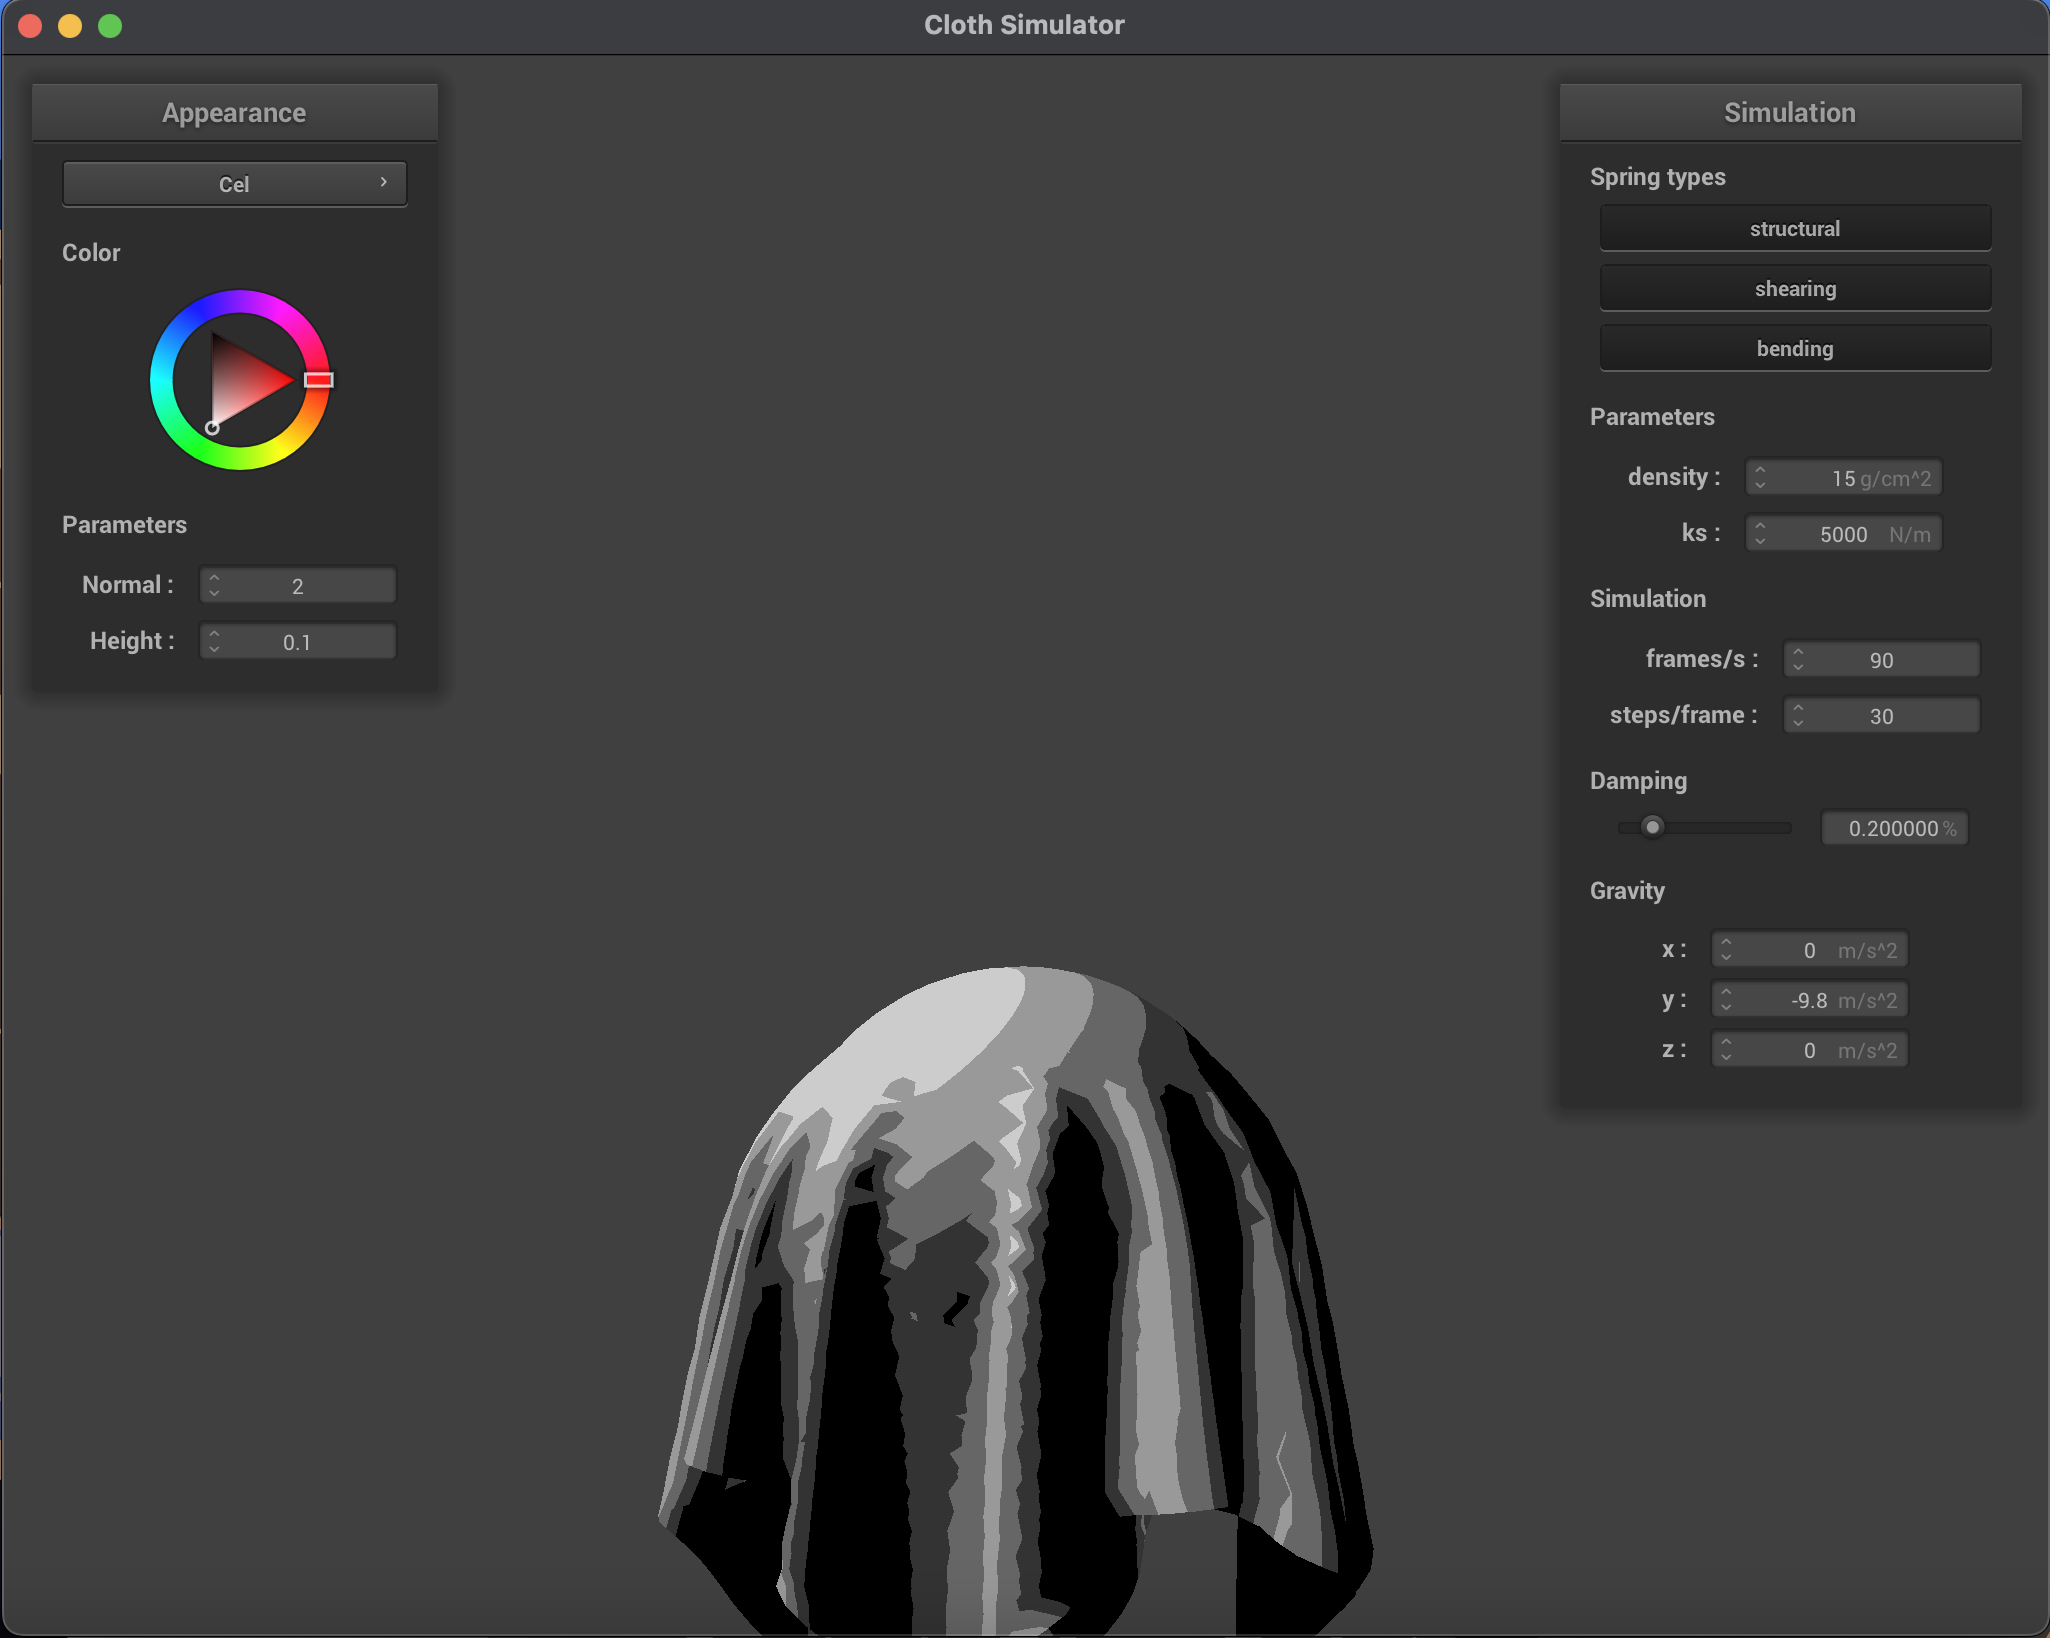 Cloth Simulator
Appearance
Cel
Color
Parameters
Normal : 2
Height : 0.1
Simulation
Spring types
structural
shearing
bending
Parameters
density : 15 g/cm^2
ks : 5000 N/m
Simulation
frames/s : 90
steps/frame : 30
Damping
0.200000 %
Gravity
x : 0 m/s^2
y : -9.8 m/s^2
z : 0 m/s^2